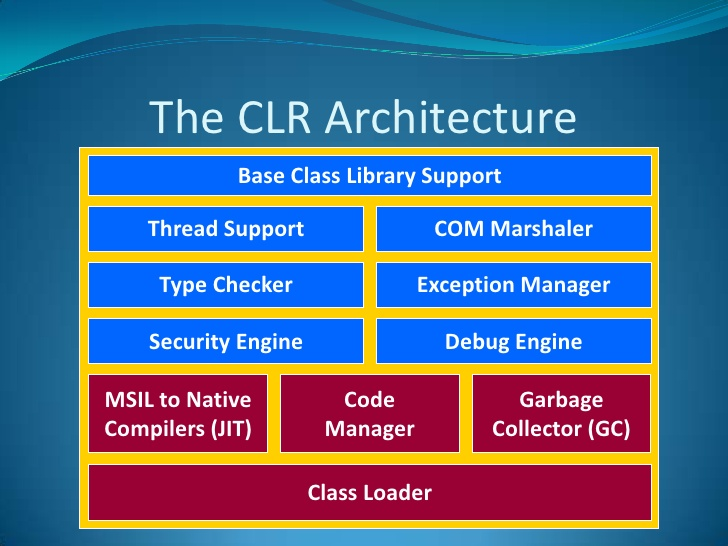 The CLR Architecture
Base Class Library Support
Thread Support
COM Marshaler
Type Checker
Exception Manager
Security Engine
Debug Engine
MSIL to Native
Compilers (JIT)
Code
Manager
Garbage
Collector (GC)
Class Loader